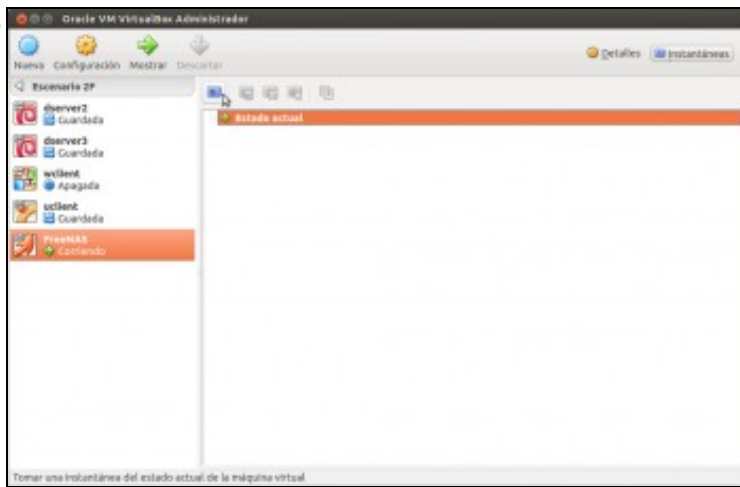 Oracle VM VirtualBox Administrador
Nueva Configuración Mostrar Descartar
Detalles Instantáneas
Escenario 2F
dserver2
Guardada
dserver3
Guardada
wclient
Apagada
uclient
Guardada
FreeNAS
Corriendo
Estado actual
Tomar una instantánea del estado actual de la máquina virtual